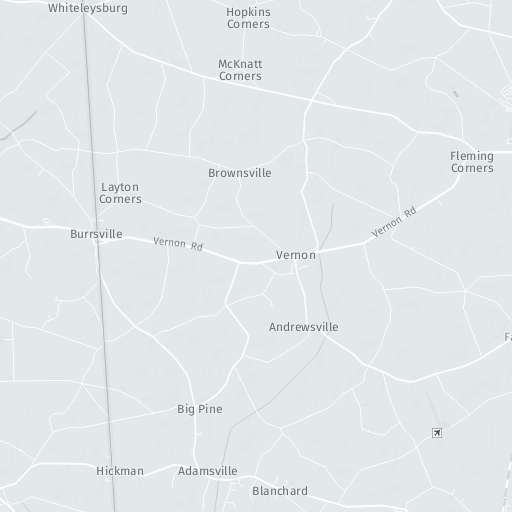 Whiteleysburg
Hopkins
Corners
McKnatt
Corners
Fleming
Corners
Brownsville
Layton
Corners
Vernon Rd
Burrsville
Vernon Rd
Vernon
Andrewsville
Fa
Big Pine
Hickman
Adamsville
Blanchard